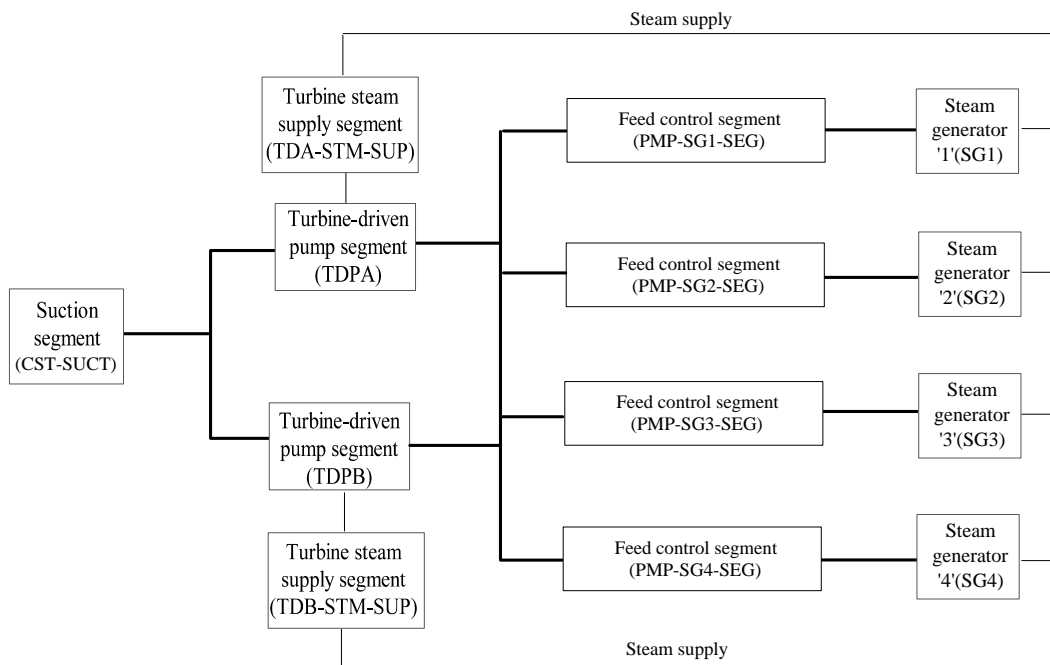 Steam supply
Turbine steam
supply segment
(TDA-STM-SUP)
Turbine-driven
pump segment
(TDPA)
Suction
segment
(CST-SUCT)
Turbine-driven
pump segment
(TDPB)
Turbine steam
supply segment
(TDB-STM-SUP)
Feed control segment
(PMP-SG1-SEG)
Steam
generator
'1'(SG1)
Feed control segment
(PMP-SG2-SEG)
Steam
generator
'2'(SG2)
Feed control segment
(PMP-SG3-SEG)
Steam
generator
'3'(SG3)
Feed control segment
(PMP-SG4-SEG)
Steam
generator
'4'(SG4)
Steam supply